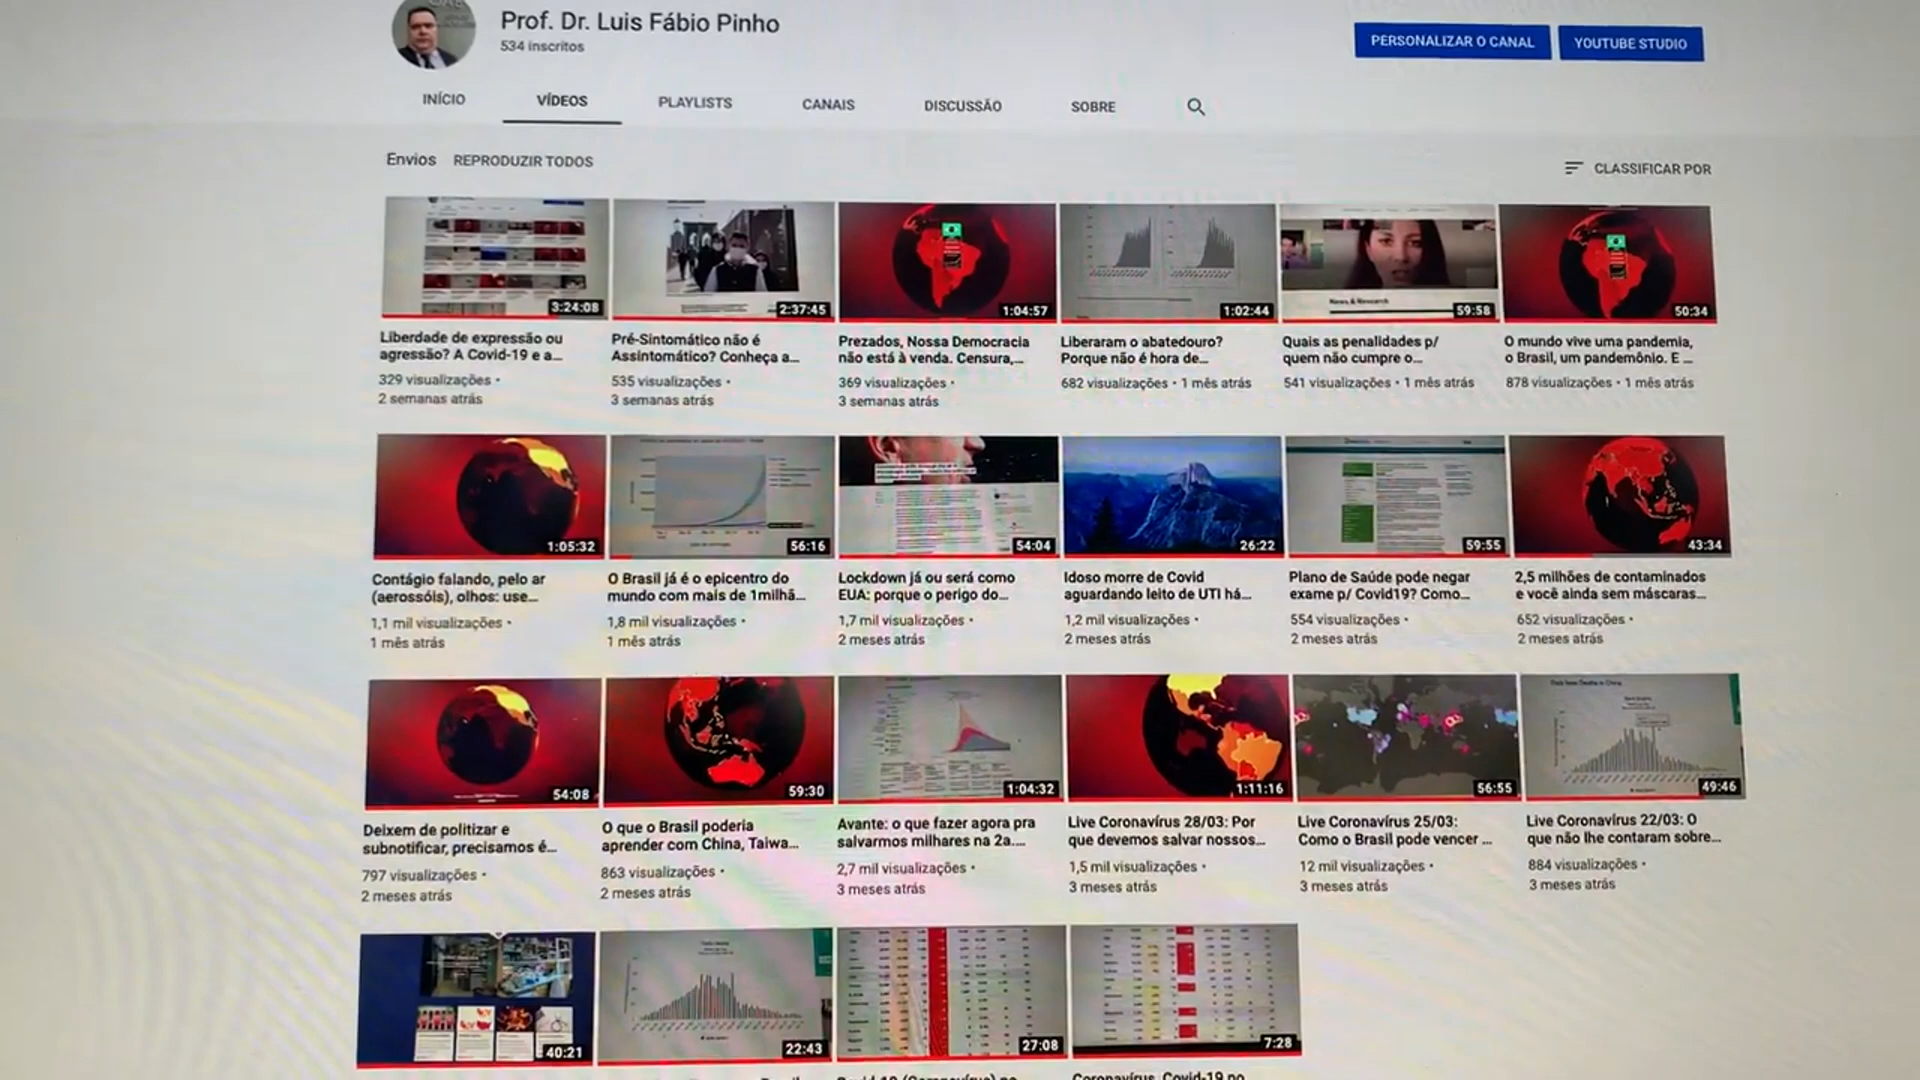 Prof. Dr. Luis Fábio Pinho
534 inscritos
PERSONALIZAR O CANAL
YOUTUBE STUDIO
INÍCIO
VÍDEOS
PLAYLISTS
CANAIS
DISCUSSÃO
SOBRE
Envios
REPRODUZIR TODOS
CLASSIFICAR POR
3:24:08
2:37:45
1:04:57
1:02:44
News & Research
59:58
50:34
Liberdade de expressão ou
agressão? A Covid-19 e a...
329 visualizações •
2 semanas atrás
Pré-Sintomático não é
Assintomático? Conheça a...
535 visualizações •
3 semanas atrás
Prezados, Nossa Democracia
não está à venda. Censura,...
369 visualizações •
3 semanas atrás
Liberaram o abatedouro?
Porque não é hora de...
682 visualizações • 1 mês atrás
Quais as penalidades p/
quem não cumpre o...
541 visualizações • 1 mês atrás
O mundo vive uma pandemia,
o Brasil, um pandemônio. E ...
878 visualizações • 1 mês atrás
1:05:32
56:16
54:04
26:22
59:55
43:34
Contágio falando, pelo ar
(aerossóis), olhos: use...
1,1 mil visualizações •
1 mês atrás
O Brasil já é o epicentro do
mundo com mais de 1milhã...
1,8 mil visualizações •
1 mês atrás
Lockdown já ou será como
EUA: porque o perigo do...
1,7 mil visualizações •
2 meses atrás
Idoso morre de Covid
aguardando leito de UTI há...
1,2 mil visualizações •
2 meses atrás
Plano de Saúde pode negar
exame p/ Covid19? Como...
554 visualizações •
2 meses atrás
2,5 milhões de contaminados
e você ainda sem máscaras...
652 visualizações •
2 meses atrás
54:08
59:30
1:04:32
1:11:16
56:55
49:46
Deixem de politizar e
subnotificar, precisamos é...
797 visualizações •
2 meses atrás
O que o Brasil poderia
aprender com China, Taiwa...
863 visualizações •
2 meses atrás
Avante: o que fazer agora pra
salvarmos milhares na 2a....
2,7 mil visualizações •
3 meses atrás
Live Coronavírus 28/03: Por
que devemos salvar nossos...
1,5 mil visualizações •
3 meses atrás
Live Coronavírus 25/03:
Como o Brasil pode vencer ...
12 mil visualizações •
3 meses atrás
Live Coronavírus 22/03: O
que não lhe contaram sobre...
884 visualizações •
3 meses atrás
40:21
22:43
27:08
7:28
Covid-19 (Coronavírus) no
Coronavírus, Covid-19 no